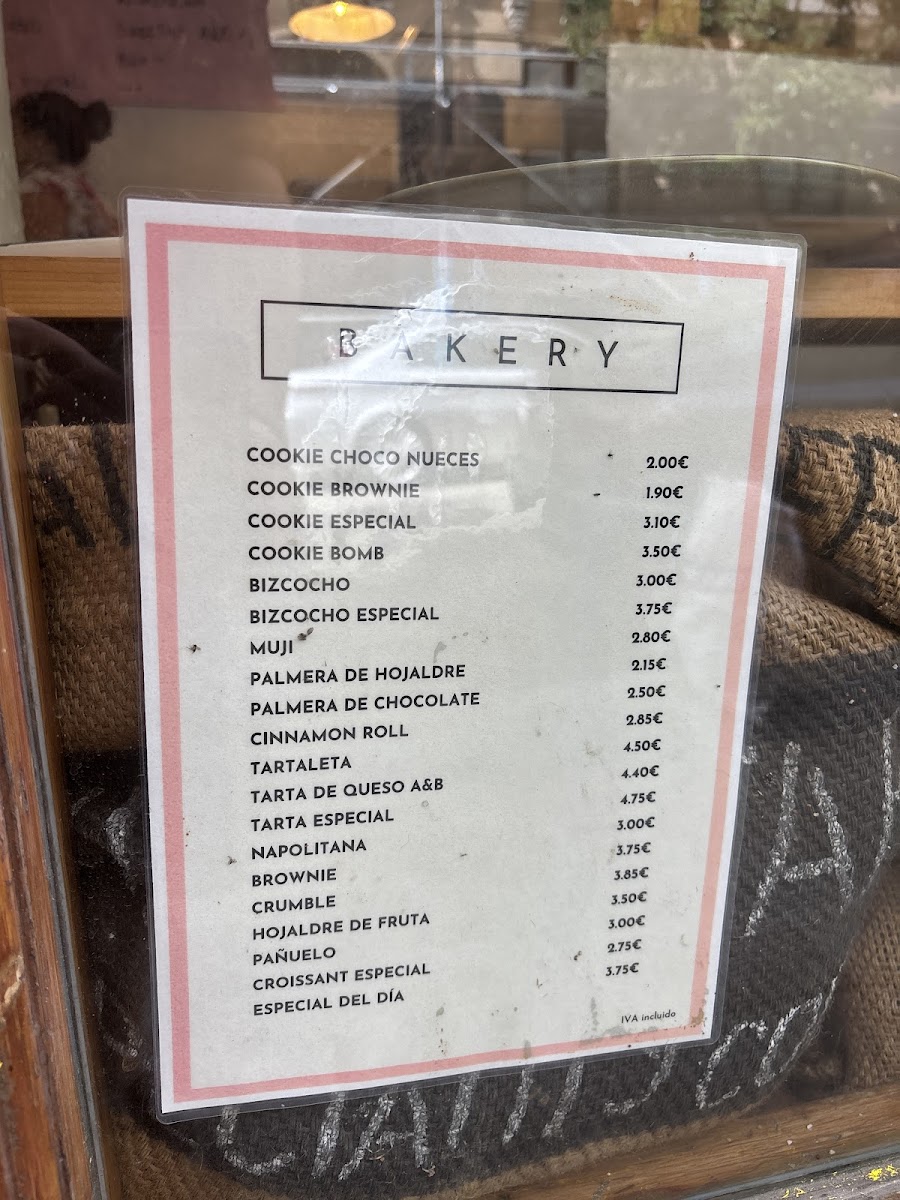 BAKERY
COOKIE CHOCO NUECES 2.00€
COOKIE BROWNIE 1.90€
COOKIE ESPECIAL 3.10€
COOKIE BOMB 3.50€
BIZCOCHO 3.00€
BIZCOCHO ESPECIAL 3.75€
MUJI 2.80€
PALMERA DE HOJALDRE 2.15€
PALMERA DE CHOCOLATE 2.50€
CINNAMON ROLL 2.85€
TARTALETA 4.50€
TARTA DE QUESO A&B 4.40€
TARTA ESPECIAL 4.75€
NAPOLITANA 3.00€
BROWNIE 3.75€
CRUMBLE 3.85€
HOJALDRE DE FRUTA 3.50€
PAÑUELO 3.00€
CROISSANT ESPECIAL 2.75€
ESPECIAL DEL DÍA 3.75€
IVA incluido